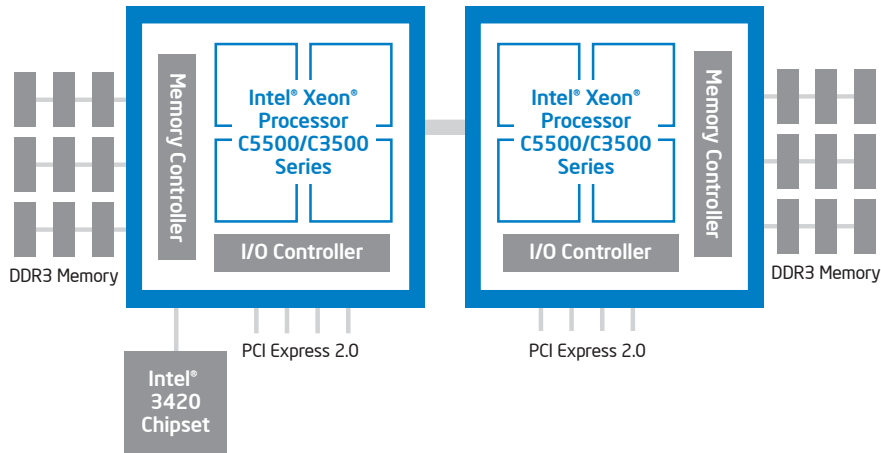 Memory Controller
Intel® Xeon®
Processor
C5500/C3500
Series
I/O Controller
DDR3 Memory
PCI Express 2.0
Intel®
3420
Chipset
Intel® Xeon®
Processor
C5500/C3500
Series
Memory Controller
I/O Controller
DDR3 Memory
PCI Express 2.0